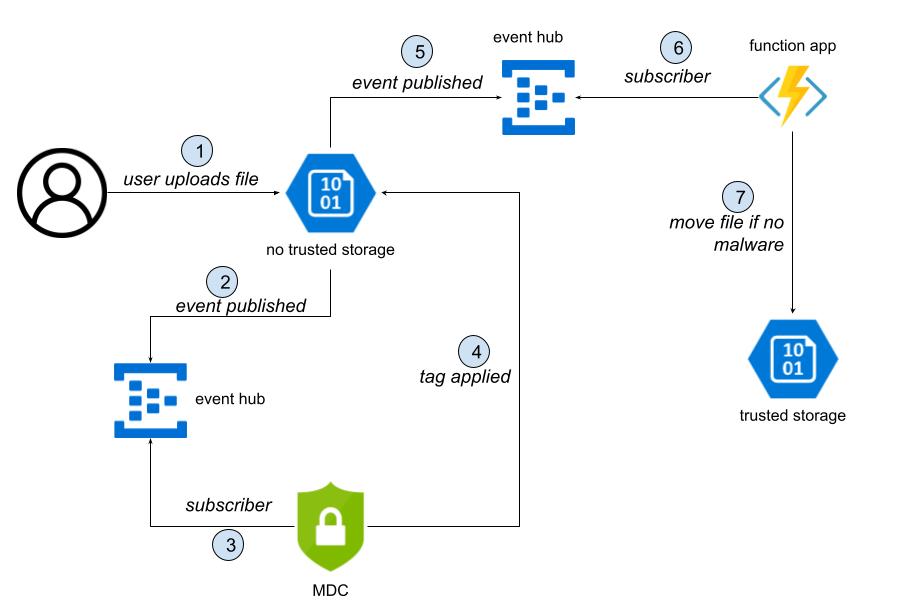 event hub
function app
5
event published
6
subscriber
1
user uploads file
10
01
no trusted storage
7
move file if no
malware
2
event published
event hub
4
tag applied
10
01
trusted storage
subscriber
3
MDC